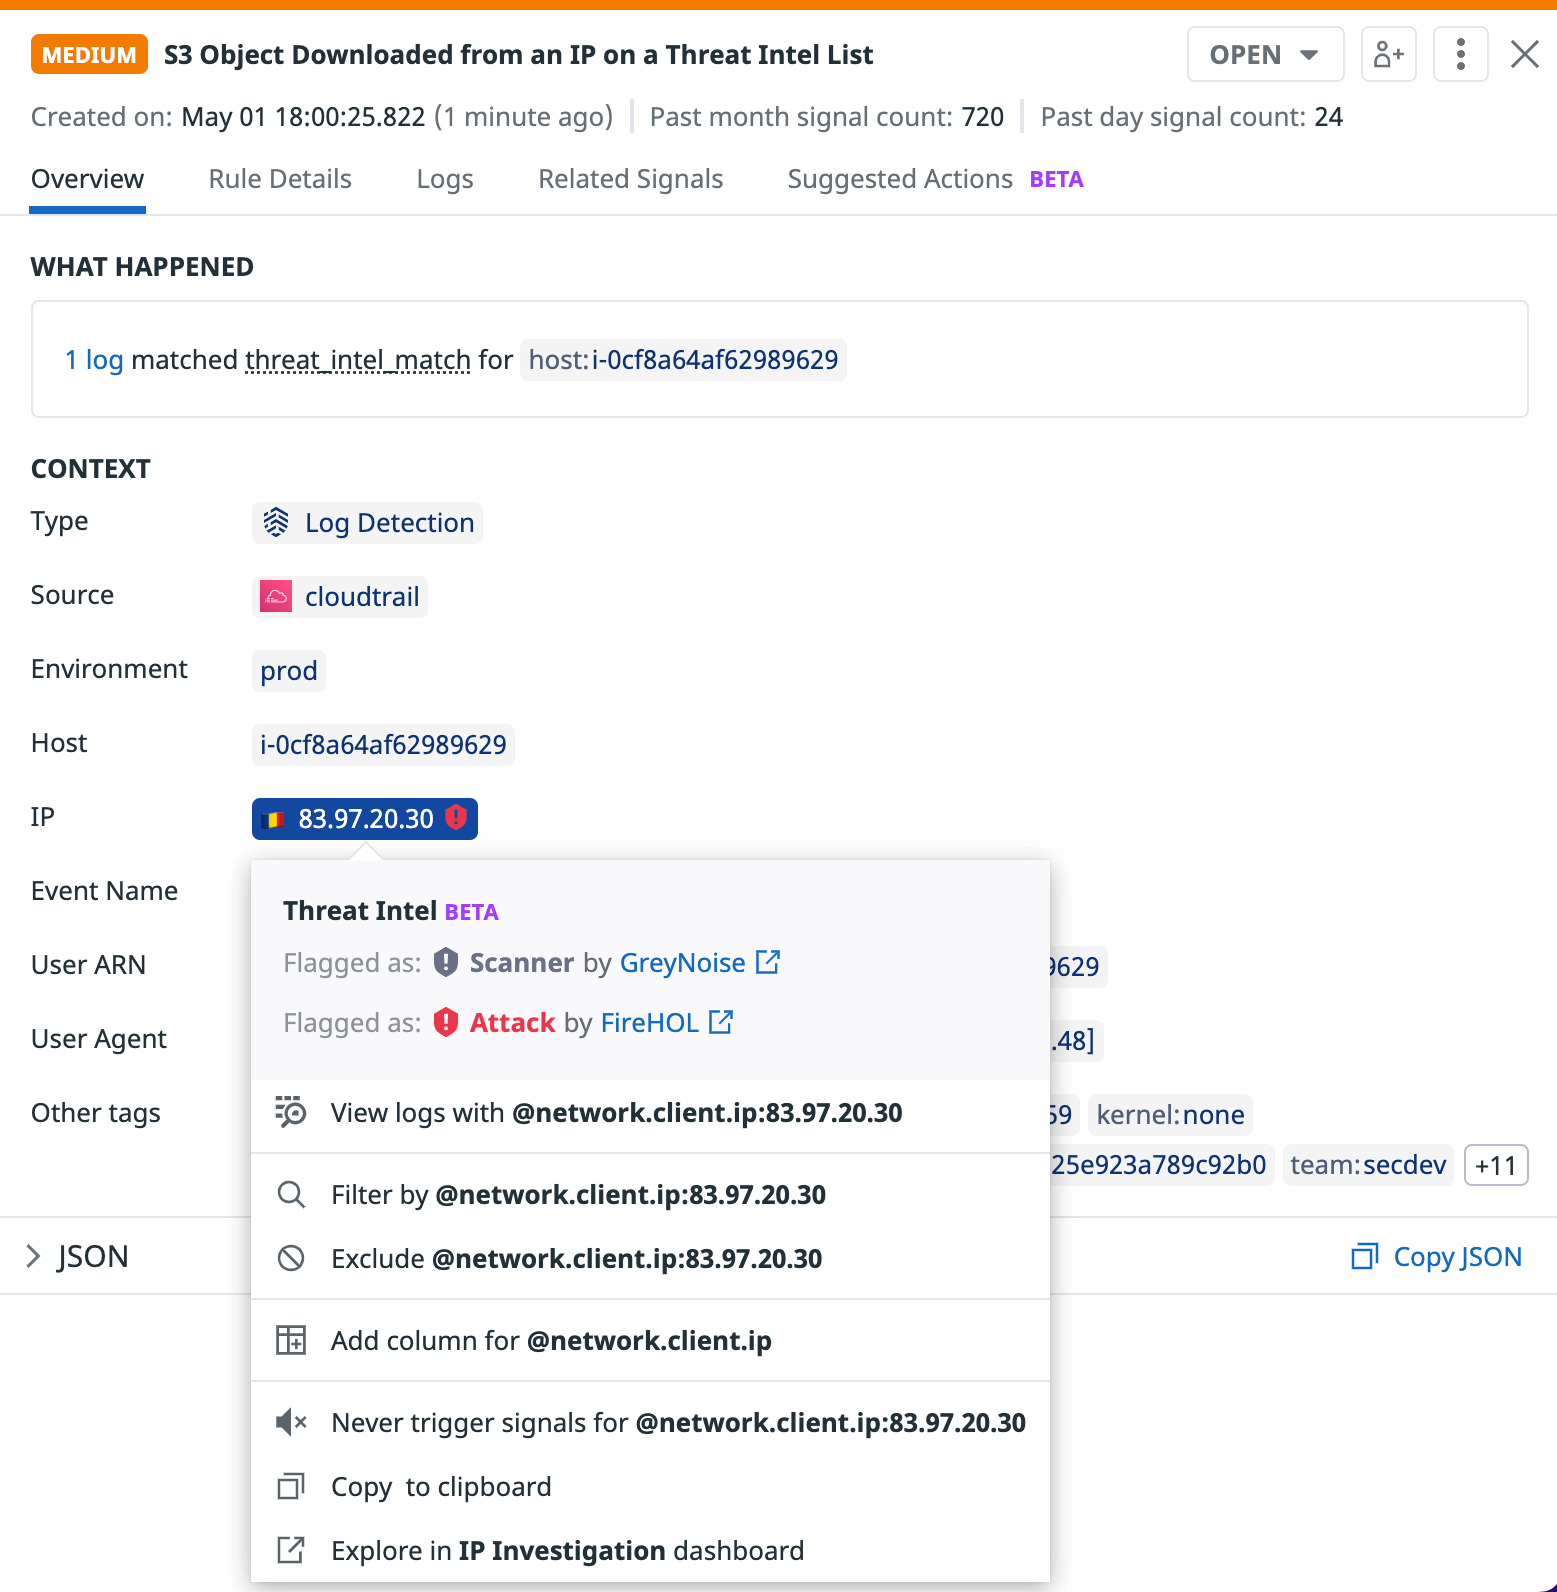 MEDIUM S3 Object Downloaded from an IP on a Threat Intel List OPEN
Created on: May 01 18:00:25.822 (1 minute ago) Past month signal count: 720 Past day signal count: 24
Overview Rule Details Logs Related Signals Suggested Actions BETA
WHAT HAPPENED
1 log matched threat_intel_match for host:i-0cf8a64af62989629
CONTEXT
Type Log Detection
Source cloudtrail
Environment prod
Host i-0cf8a64af62989629
IP 83.97.20.30
Event Name
User ARN 9629
User Agent .48]
Other tags 59 kernel:none
25e923a789c92b0 team:secdev +11
Threat Intel BETA
Flagged as: Scanner by GreyNoise
Flagged as: Attack by FireHOL
View logs with @network.client.ip:83.97.20.30
Filter by @network.client.ip:83.97.20.30
Exclude @network.client.ip:83.97.20.30
Add column for @network.client.ip
Never trigger signals for @network.client.ip:83.97.20.30
Copy to clipboard
Explore in IP Investigation dashboard
JSON Copy JSON